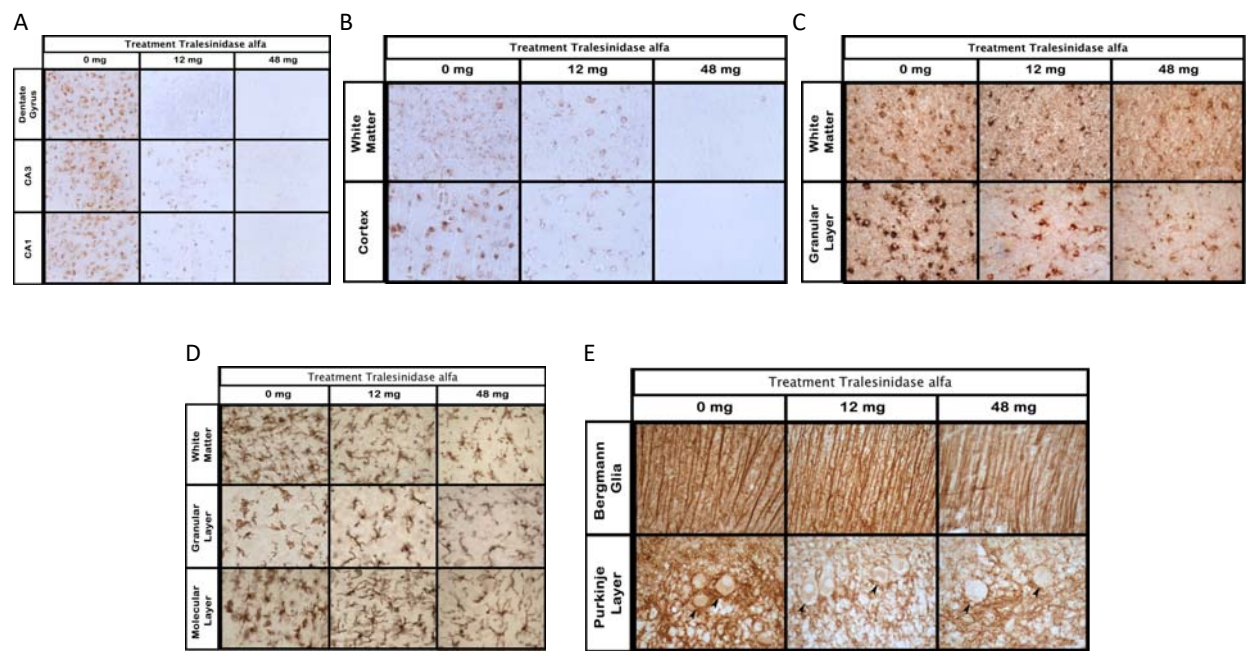 A
Treatment Tralesinidase alfa
0 mg 12 mg 48 mg
Dentate
Gyrus
CA3
CA1
B
Treatment Tralesinidase alfa
0 mg 12 mg 48 mg
White
Matter
Cortex
C
Treatment Tralesinidase alfa
0 mg 12 mg 48 mg
White
Matter
Granular
Layer
D
Treatment Tralesinidase alfa
0 mg 12 mg 48 mg
White
Matter
Granular
Layer
Molecular
Layer
E
Treatment Tralesinidase alfa
0 mg 12 mg 48 mg
Bergmann
Glia
Purkinje
Layer